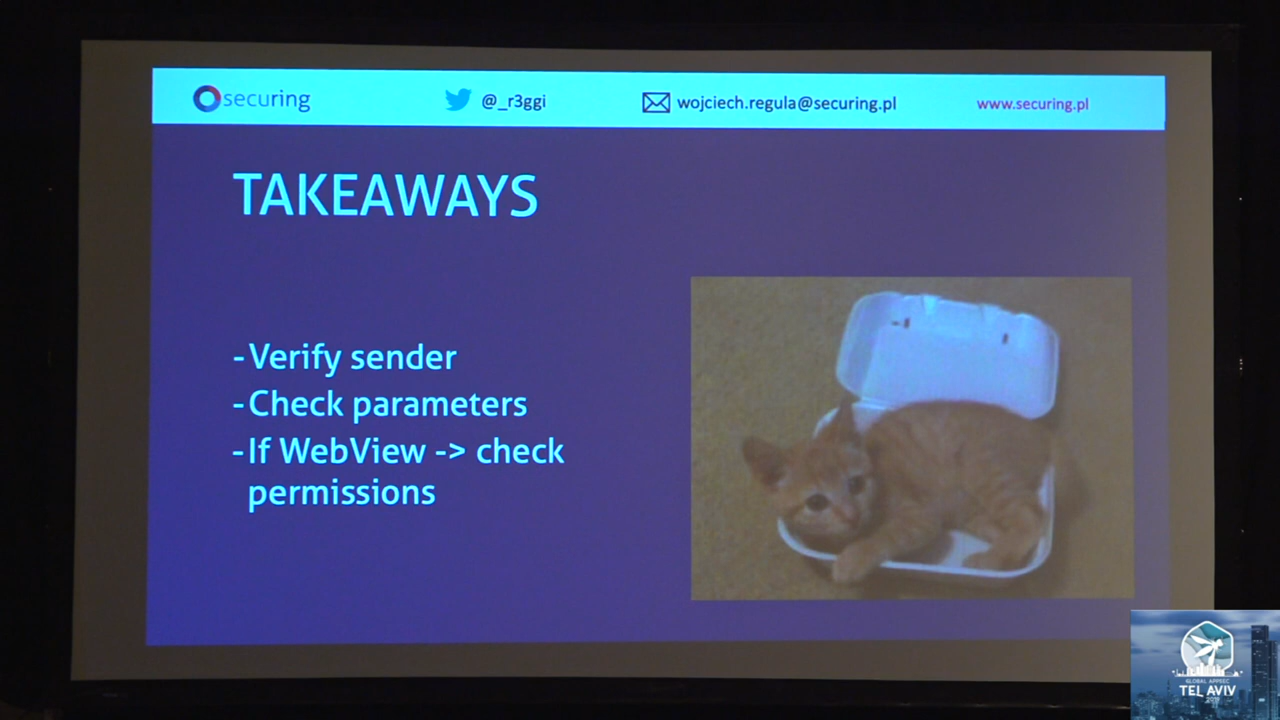 securing
@_r3ggi
wojciech.regula@securing.pl
www.securing.pl
TAKEAWAYS
-Verify sender
-Check parameters
-If WebView -> check
permissions
GLOBAL APPSEC
TEL AVIV